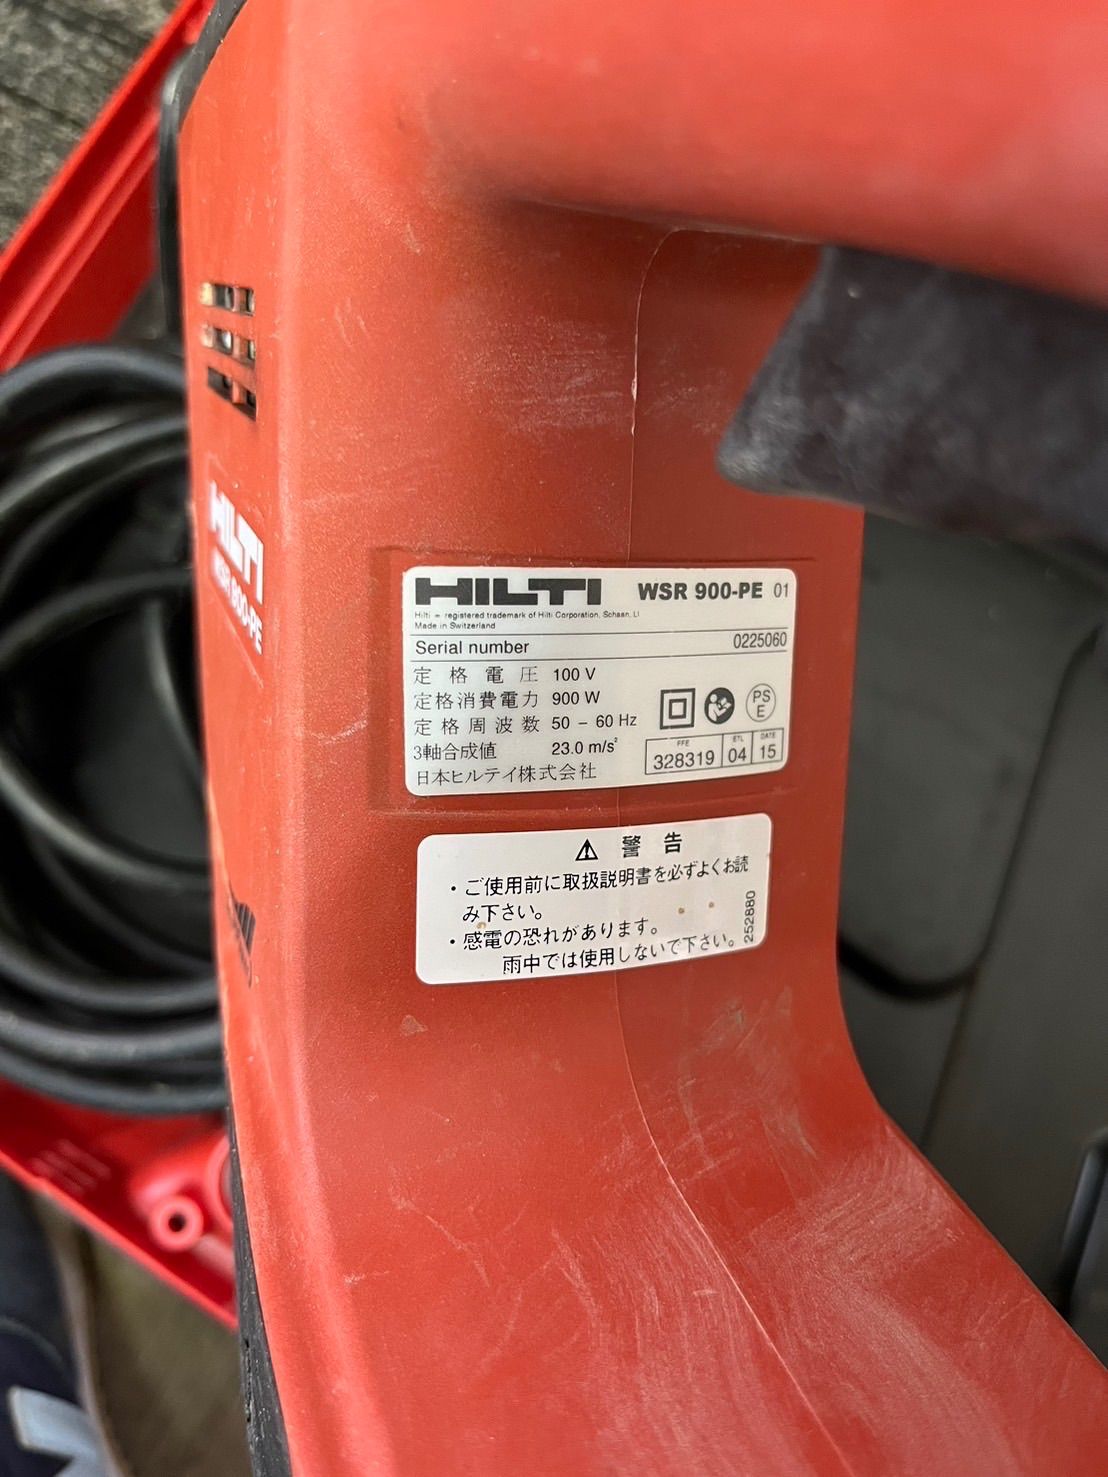 HILTI
WSR 900-PE
HILTI WSR 900-PE 01
Hilti = registered trademark of Hilti Corporation, Schaan, LI
Made in Switzerland
Serial number 0225060
定格電圧 100 V
定格消費電力 900 W
定格周波数 50 – 60 Hz
3軸合成値 23.0 m/s²
日本ヒルティ株式会社
PS
E
FFE ETL DATE
328319 04 15
⚠ 警告
・ご使用前に取扱説明書を必ずよくお読
み下さい。
・感電の恐れがあります。
雨中では使用しないで下さい。
252880